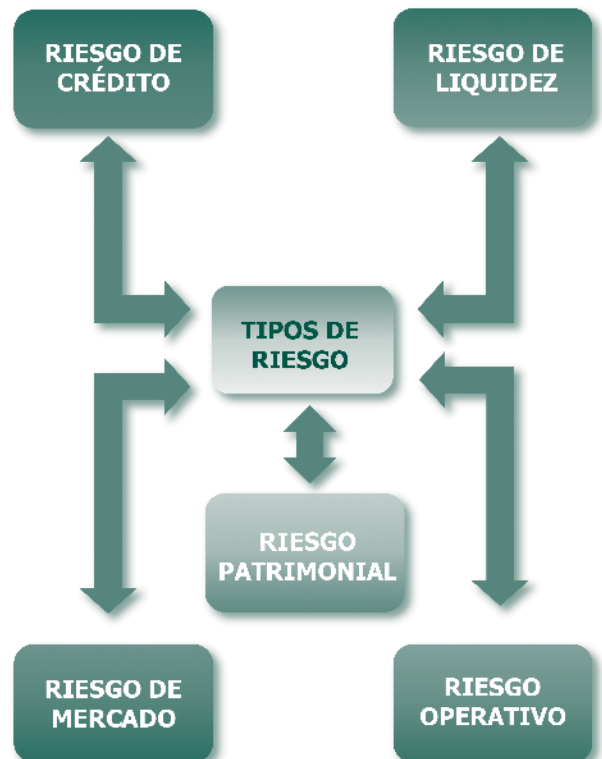 RIESGO DE
CRÉDITO
RIESGO DE
LIQUIDEZ
TIPOS DE
RIESGO
RIESGO
PATRIMONIAL
RIESGO DE
MERCADO
RIESGO
OPERATIVO